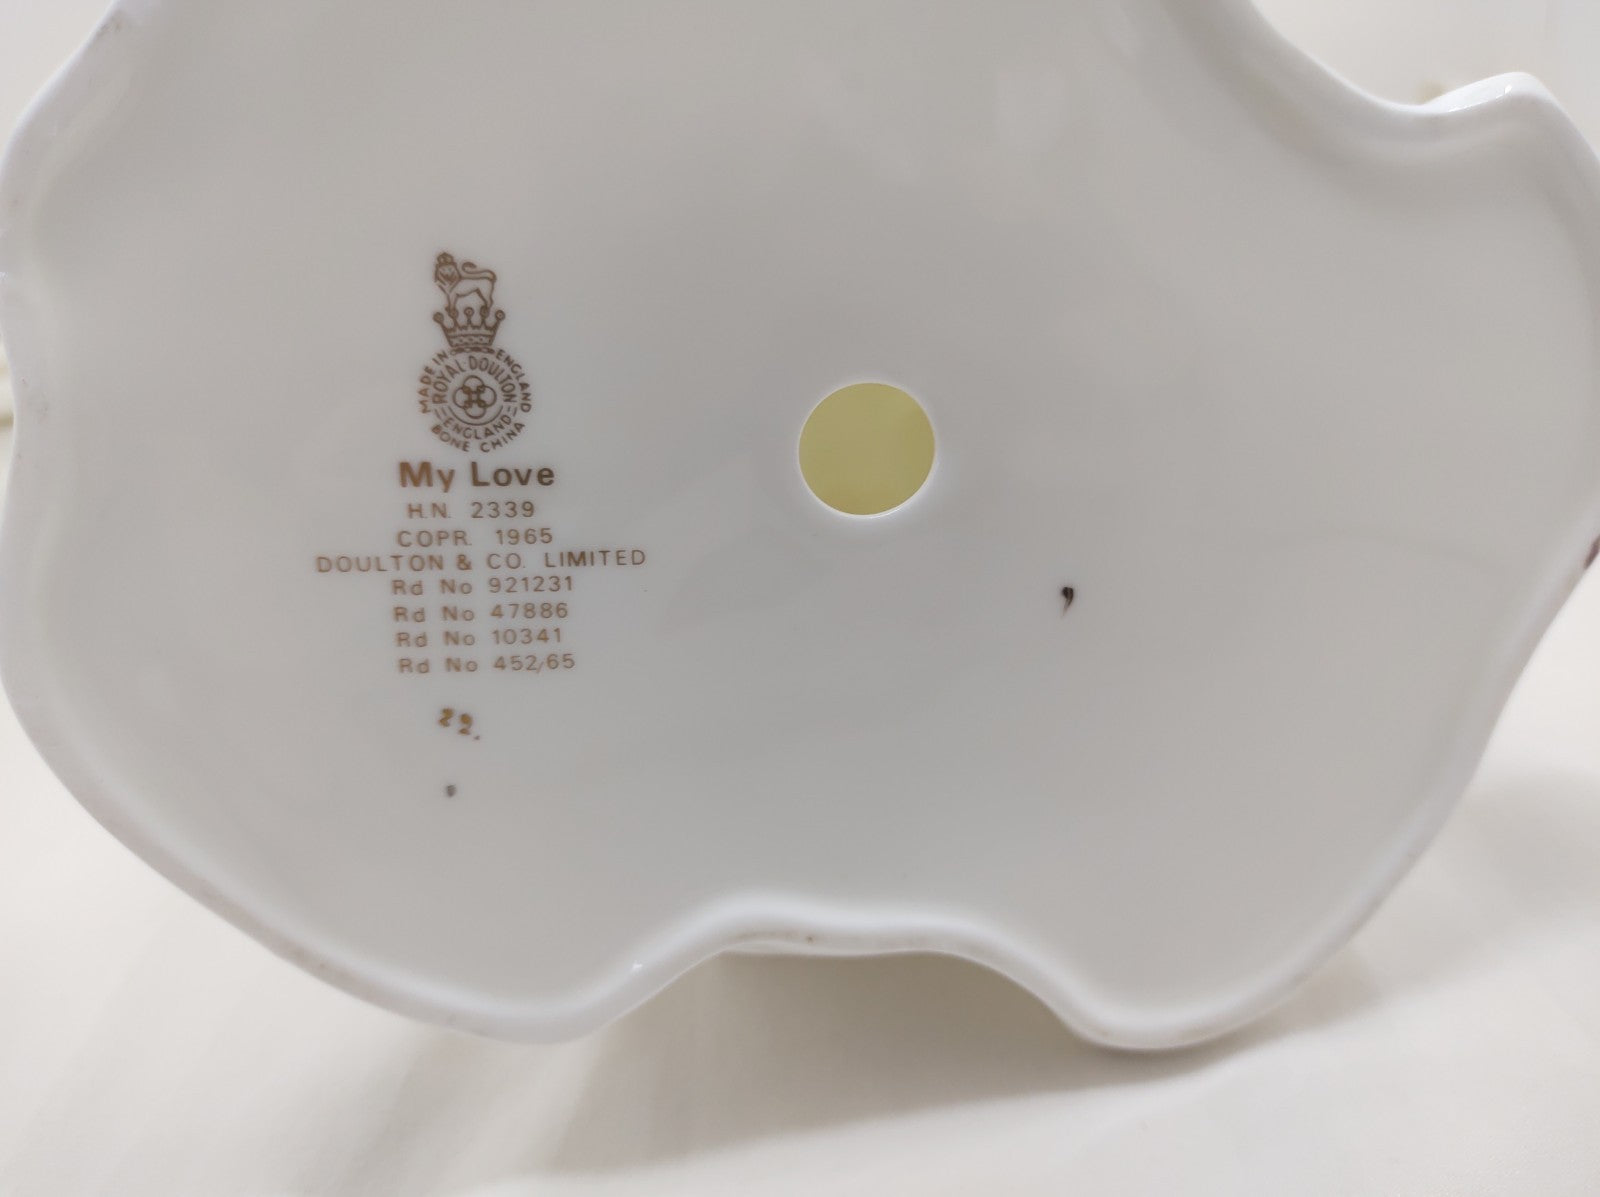 MADE IN ENGLAND
ROYAL DOULTON
ENGLAND
BONE CHINA
My Love
H.N. 2339
COPR. 1965
DOULTON & CO. LIMITED
Rd No 921231
Rd No 47886
Rd No 10341
Rd No 452/65